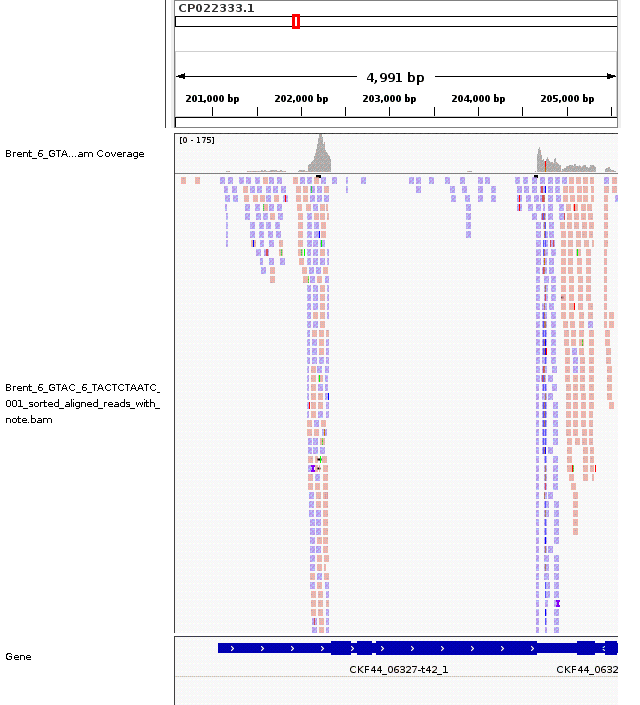 CP022333.1
4,991 bp
201,000 bp 202,000 bp 203,000 bp 204,000 bp 205,000 bp
[0 - 175]
Brent_6_GTA...am Coverage
Brent_6_GTAC_6_TACTCTAATC_
001_sorted_aligned_reads_with_
note.bam
Gene
CKF44_06327-t42_1 CKF44_0632